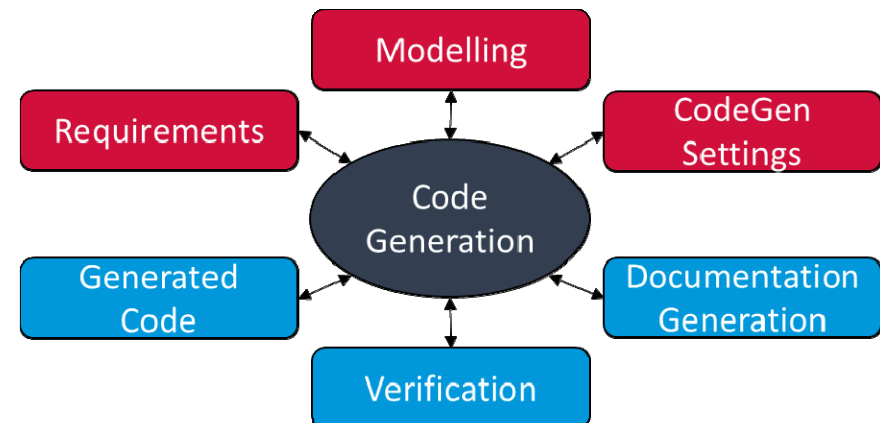 Modelling
Requirements
CodeGen
Settings
Code
Generation
Generated
Code
Documentation
Generation
Verification